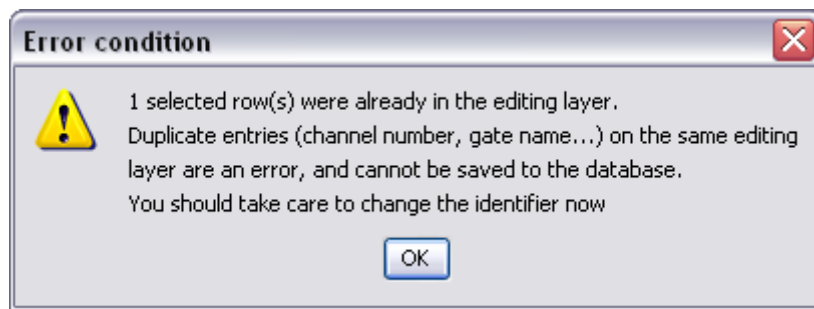 Error condition
1 selected row(s) were already in the editing layer.
Duplicate entries (channel number, gate name...) on the same editing
layer are an error, and cannot be saved to the database.
You should take care to change the identifier now
OK